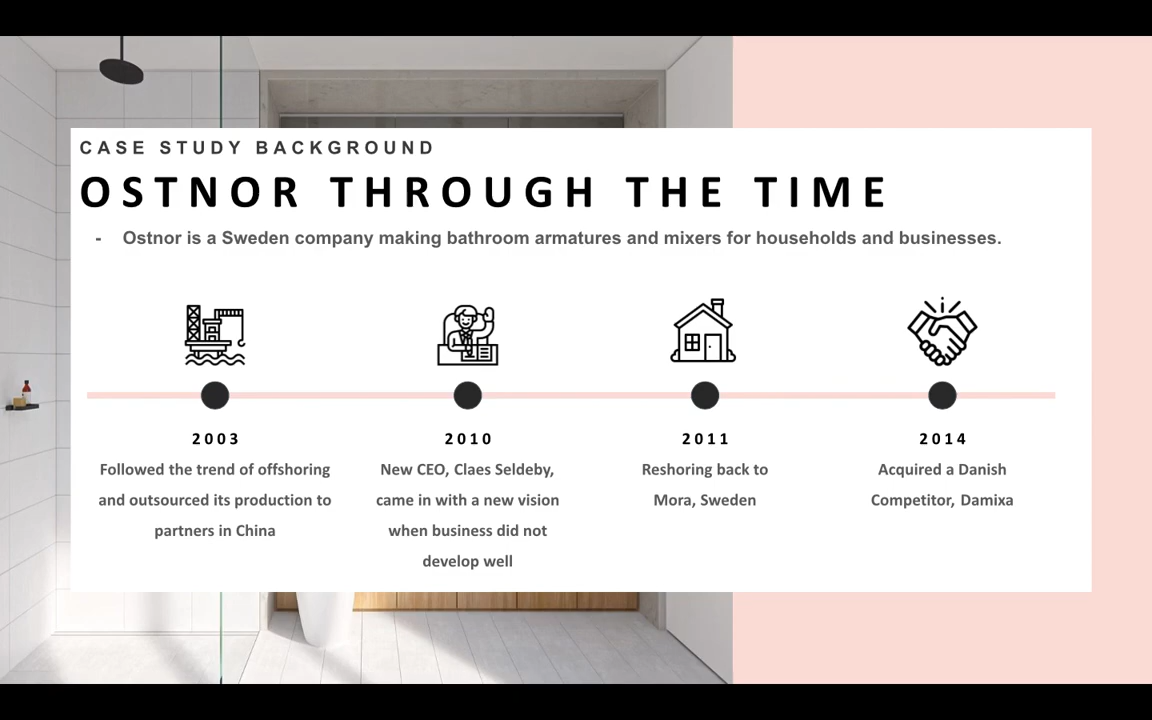 CASE STUDY BACKGROUND
OSTNOR THROUGH THE TIME
- Ostnor is a Sweden company making bathroom armatures and mixers for households and businesses.
2003
Followed the trend of offshoring
and outsourced its production to
partners in China
2010
New CEO, Claes Seldeby,
came in with a new vision
when business did not
develop well
2011
Reshoring back to
Mora, Sweden
2014
Acquired a Danish
Competitor, Damixa